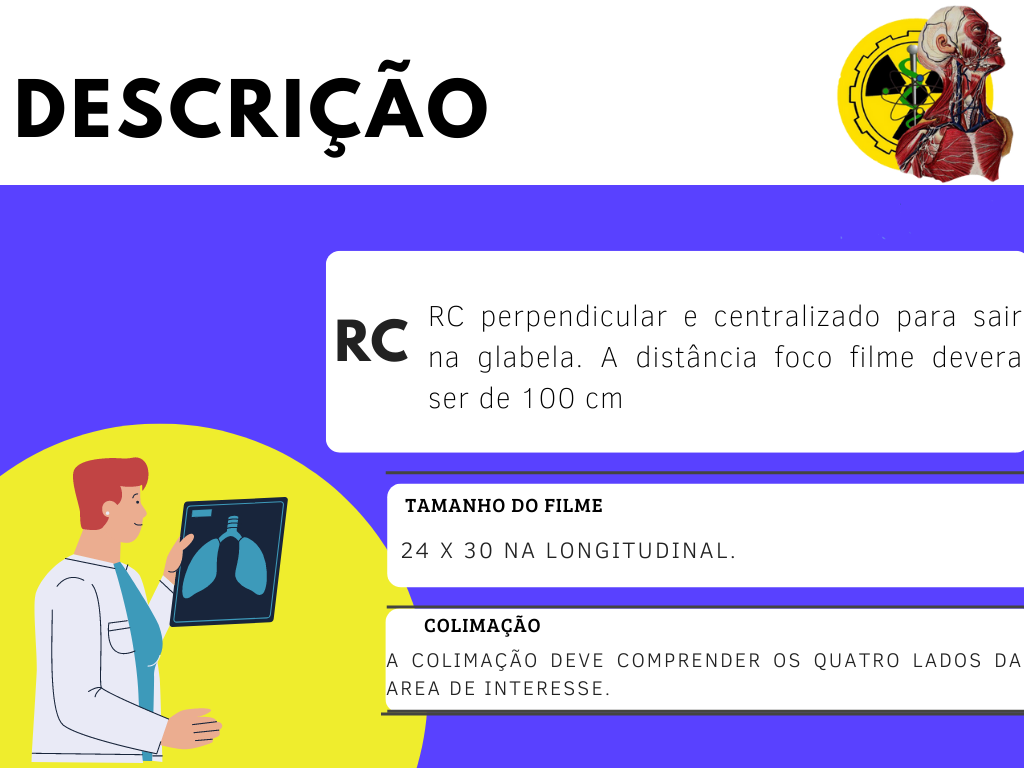 DESCRIÇÃO
RC
RC perpendicular e centralizado para sair
na glabela. A distância foco filme devera
ser de 100 cm
TAMANHO DO FILME
24 X 30 NA LONGITUDINAL.
COLIMAÇÃO
A COLIMAÇÃO DEVE COMPRENDER OS QUATRO LADOS DA
AREA DE INTERESSE.